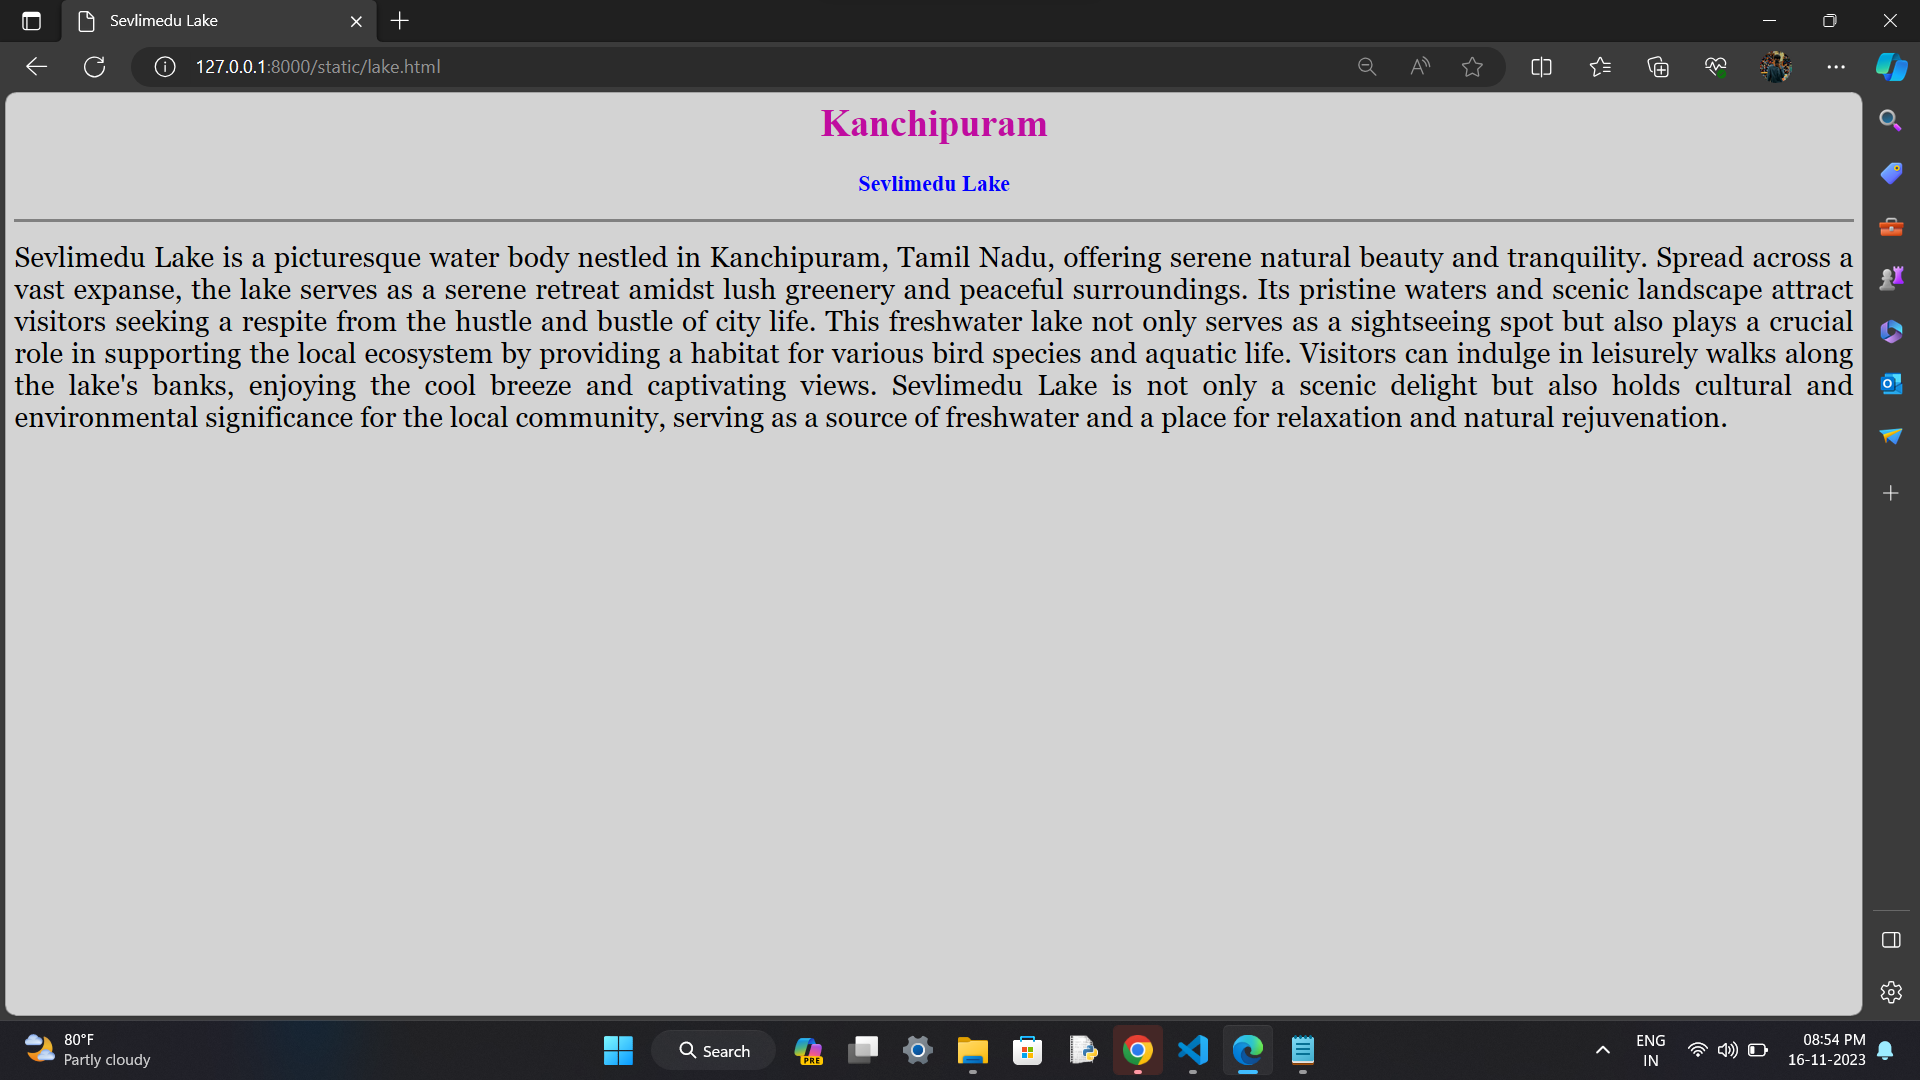 Sevlimedu Lake
127.0.0.1:8000/static/lake.html
Kanchipuram
Sevlimedu Lake
Sevlimedu Lake is a picturesque water body nestled in Kanchipuram, Tamil Nadu, offering serene natural beauty and tranquility. Spread across a
vast expanse, the lake serves as a serene retreat amidst lush greenery and peaceful surroundings. Its pristine waters and scenic landscape attract
visitors seeking a respite from the hustle and bustle of city life. This freshwater lake not only serves as a sightseeing spot but also plays a crucial
role in supporting the local ecosystem by providing a habitat for various bird species and aquatic life. Visitors can indulge in leisurely walks along
the lake's banks, enjoying the cool breeze and captivating views. Sevlimedu Lake is not only a scenic delight but also holds cultural and
environmental significance for the local community, serving as a source of freshwater and a place for relaxation and natural rejuvenation.
80°F
Partly cloudy
Search
PRE
ENG
IN
08:54 PM
16-11-2023